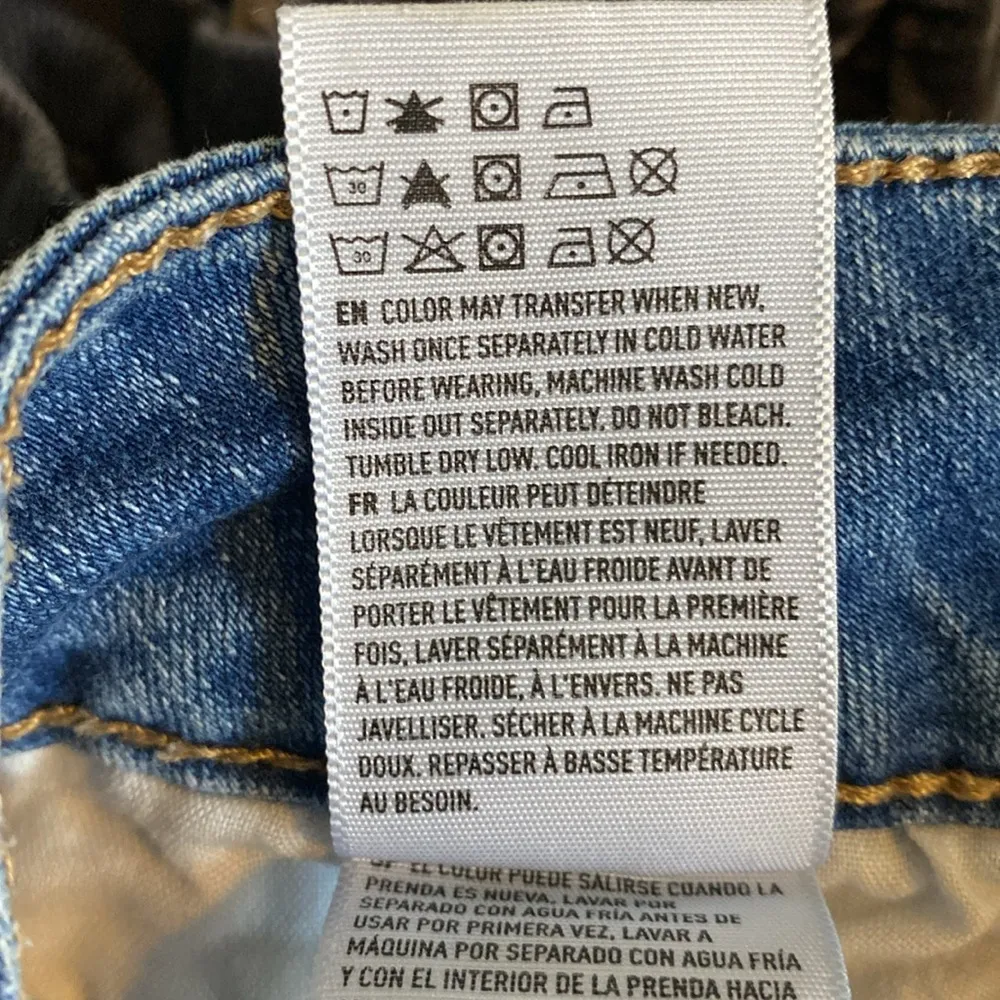 30
30
EN COLOR MAY TRANSFER WHEN NEW.
WASH ONCE SEPARATELY IN COLD WATER
BEFORE WEARING, MACHINE WASH COLD
INSIDE OUT SEPARATELY. DO NOT BLEACH.
TUMBLE DRY LOW. COOL IRON IF NEEDED.
FR LA COULEUR PEUT DÉTEINDRE
LORSQUE LE VÊTEMENT EST NEUF, LAVER
SÉPARÉMENT À L'EAU FROIDE AVANT DE
PORTER LE VÊTEMENT POUR LA PREMIÈRE
FOIS, LAVER SÉPARÉMENT À LA MACHINE
À L'EAU FROIDE, À L'ENVERS. NE PAS
JAVELLISER. SÉCHER À LA MACHINE CYCLE
DOUX. REPASSER À BASSE TEMPÉRATURE
AU BESOIN.
EL COLOR PUEDE SALIRSE CUANDO LA
PRENDA ES NUEVA. LAVAR POR
SEPARADO CON AGUA FRÍA ANTES DE
USAR POR PRIMERA VEZ. LAVAR A
MÁQUINA POR SEPARADO CON AGUA FRÍA
Y CON EL INTERIOR DE LA PRENDA HACIA